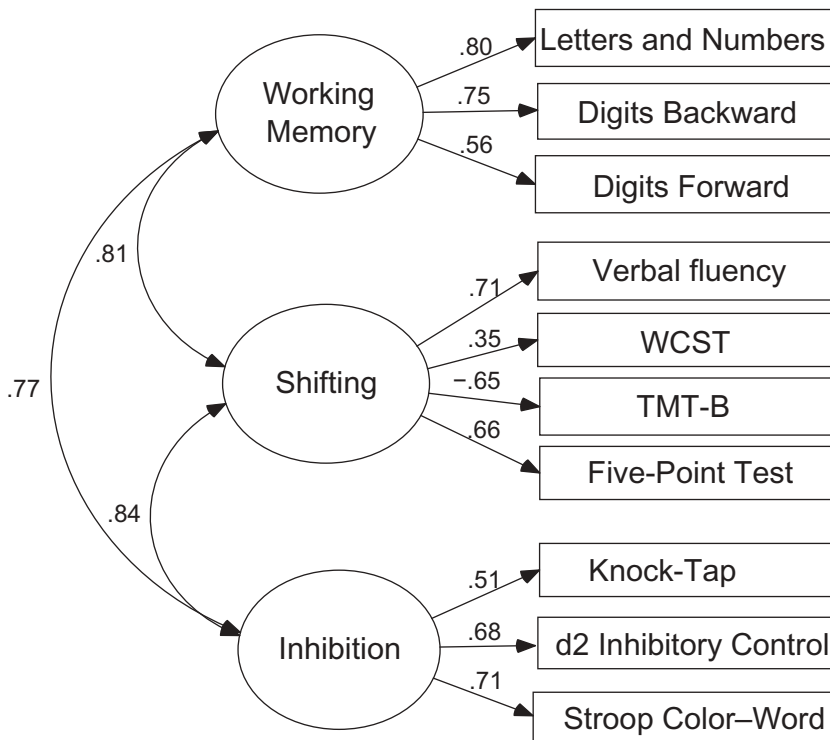 .80
Letters and Numbers
Working
Memory
.75
Digits Backward
.56
Digits Forward
.81
.71
Verbal fluency
.35
WCST
Shifting
−.65
TMT-B
.66
Five-Point Test
.77
.84
.51
Knock-Tap
Inhibition
.68
d2 Inhibitory Control
.71
Stroop Color–Word